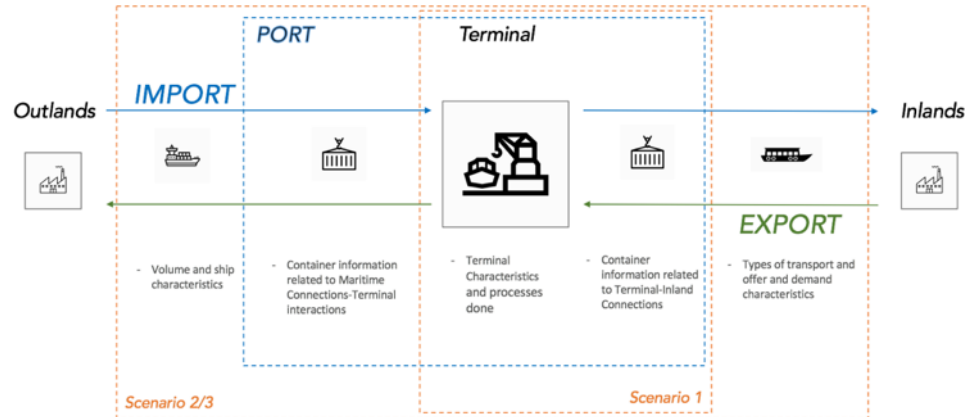 PORT
Terminal
IMPORT
Outlands
Inlands
EXPORT
- Volume and ship
characteristics
- Container information
related to Maritime
Connections-Terminal
interactions
- Terminal
Characteristics
and processes
done
- Container
information related
to Terminal-Inland
Connections
- Types of transport and
offer and demand
characteristics
Scenario 2/3
Scenario 1